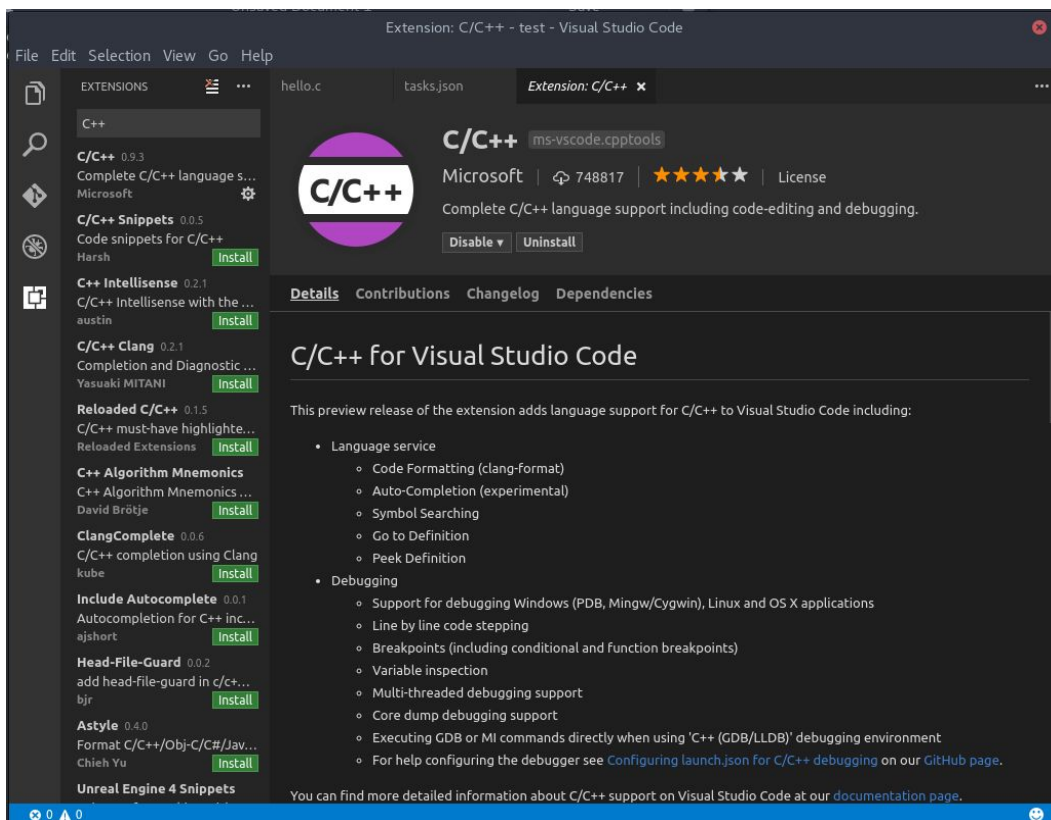 Extension: C/C++ - test - Visual Studio Code
File Edit Selection View Go Help
EXTENSIONS
C++
C/C++ 0.9.3
Complete C/C++ language s...
Microsoft
C/C++ Snippets 0.0.5
Code snippets for C/C++
Harsh Install
C++ Intellisense 0.2.1
C/C++ Intellisense with the ...
austin Install
C/C++ Clang 0.2.1
Completion and Diagnostic ...
Yasuaki MITANI Install
Reloaded C/C++ 0.1.5
C/C++ must-have highlighte...
Reloaded Extensions Install
C++ Algorithm Mnemonics
C++ Algorithm Mnemonics ...
David Brötje Install
ClangComplete 0.0.6
C/C++ completion using Clang
kube Install
Include Autocomplete 0.0.1
Autocompletion for C++ inc...
ajshort Install
Head-File-Guard 0.0.2
add head-file-guard in c/c+...
bjr Install
Astyle 0.4.0
Format C/C++/Obj-C/C#/Jav...
Chieh Yu Install
Unreal Engine 4 Snippets
hello.c tasks.json Extension: C/C++
C/C++
C/C++ ms-vscode.cpptools
Microsoft 748817 License
Complete C/C++ language support including code-editing and debugging.
Disable Uninstall
Details Contributions Changelog Dependencies
C/C++ for Visual Studio Code
This preview release of the extension adds language support for C/C++ to Visual Studio Code including:
Language service
Code Formatting (clang-format)
Auto-Completion (experimental)
Symbol Searching
Go to Definition
Peek Definition
Debugging
Support for debugging Windows (PDB, Mingw/Cygwin), Linux and OS X applications
Line by line code stepping
Breakpoints (including conditional and function breakpoints)
Variable inspection
Multi-threaded debugging support
Core dump debugging support
Executing GDB or MI commands directly when using 'C++ (GDB/LLDB)' debugging environment
For help configuring the debugger see Configuring launch.json for C/C++ debugging on our GitHub page.
You can find more detailed information about C/C++ support on Visual Studio Code at our documentation page.
0 0